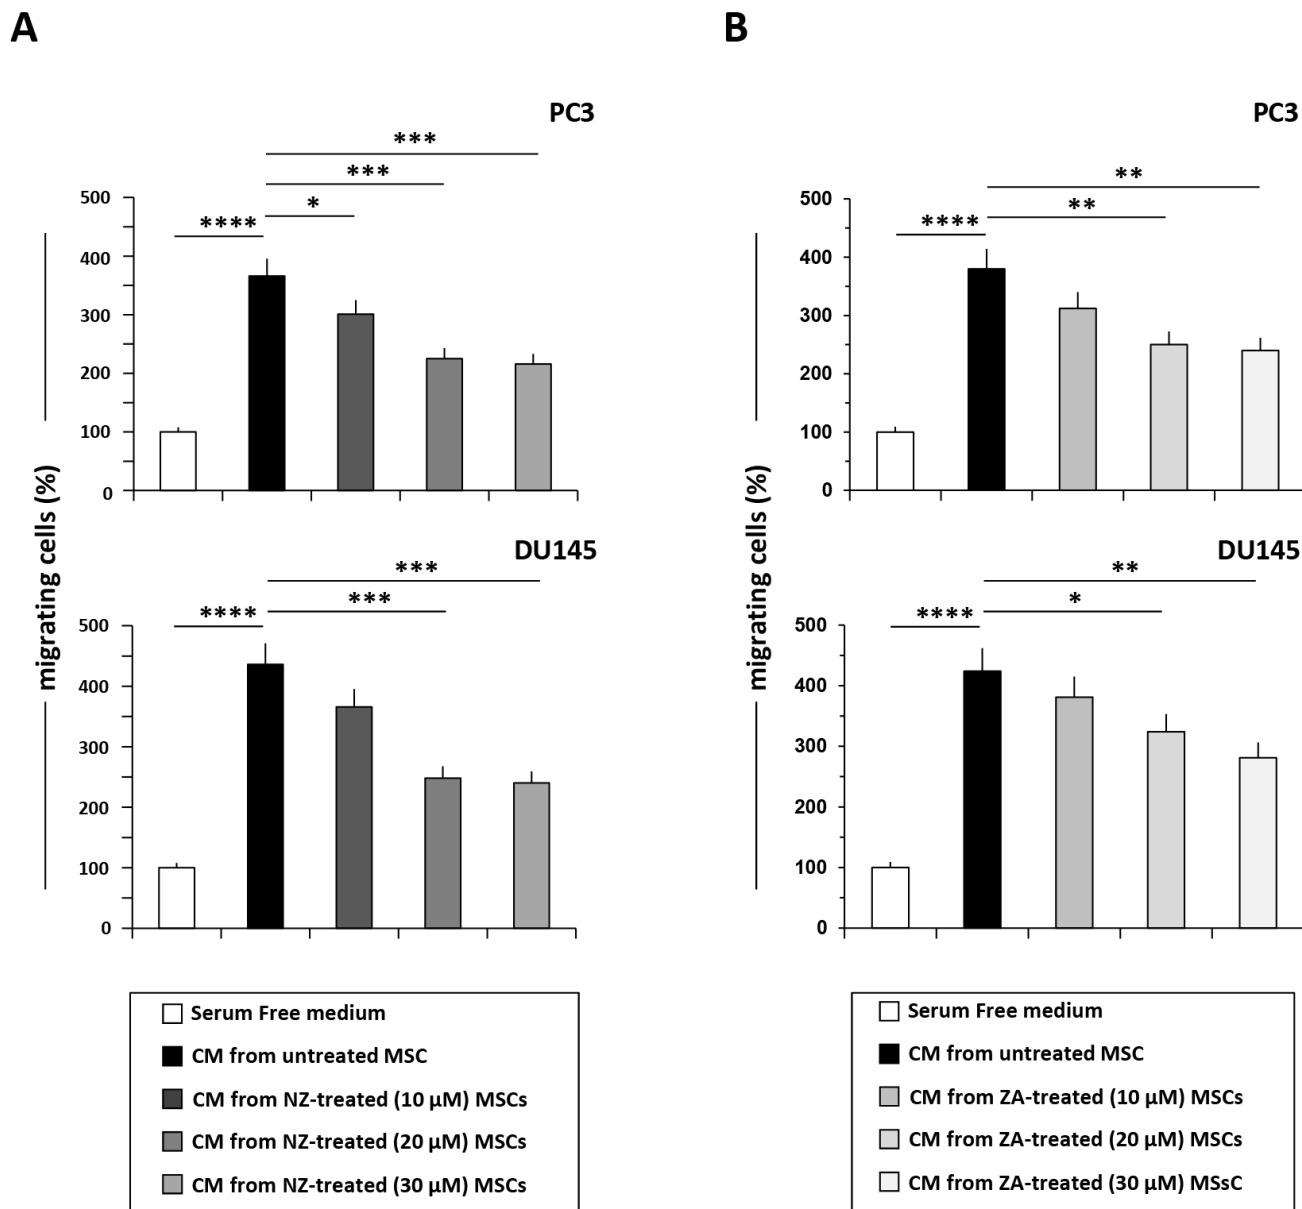 A
PC3
***
***
*
****
500
400
300
200
100
0
migrating cells (%)
DU145
***
***
****
500
400
300
200
100
0
Serum Free medium
CM from untreated MSC
CM from NZ-treated (10 µM) MSCs
CM from NZ-treated (20 µM) MSCs
CM from NZ-treated (30 µM) MSCs
B
PC3
**
**
****
500
400
300
200
100
0
migrating cells (%)
DU145
**
*
****
500
400
300
200
100
0
Serum Free medium
CM from untreated MSC
CM from ZA-treated (10 µM) MSCs
CM from ZA-treated (20 µM) MSCs
CM from ZA-treated (30 µM) MSsC